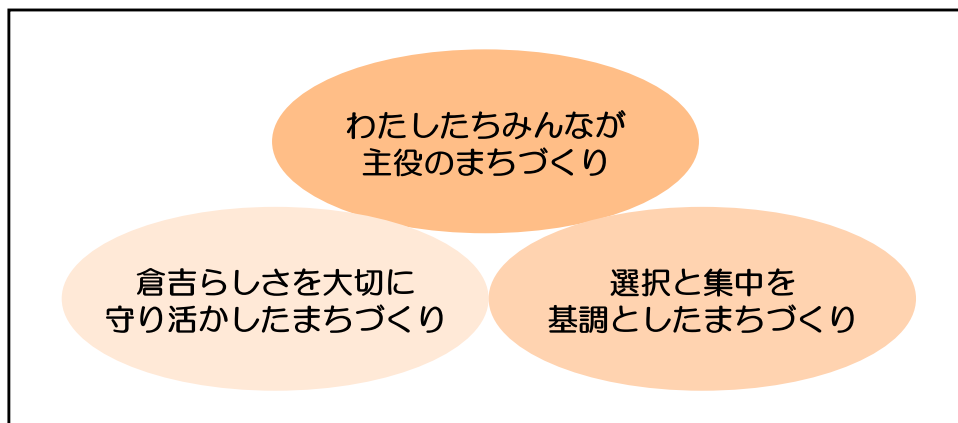 わたしたちみんなが
主役のまちづくり
倉吉らしさを大切に
守り活かしたまちづくり
選択と集中を
基調としたまちづくり